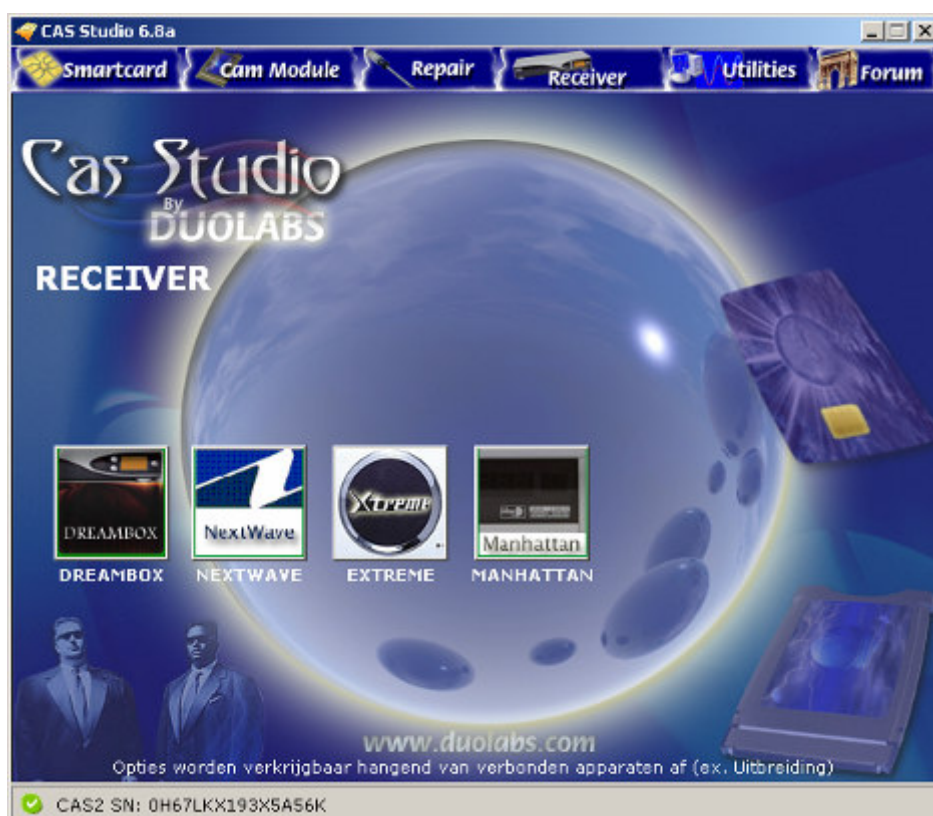 CAS Studio 6.8a
Smartcard Cam Module Repair Receiver Utilities Forum
Cas Studio
By
DUOLABS
RECEIVER
DREAMBOX NextWave Xtreme Manhattan
DREAMBOX NEXTWAVE EXTREME MANHATTAN
www.duolabs.com
Opties worden verkrijgbaar hangend van verbonden apparaten af (ex. Uitbreiding)
CAS2 SN: 0H67LKX193X5A56K